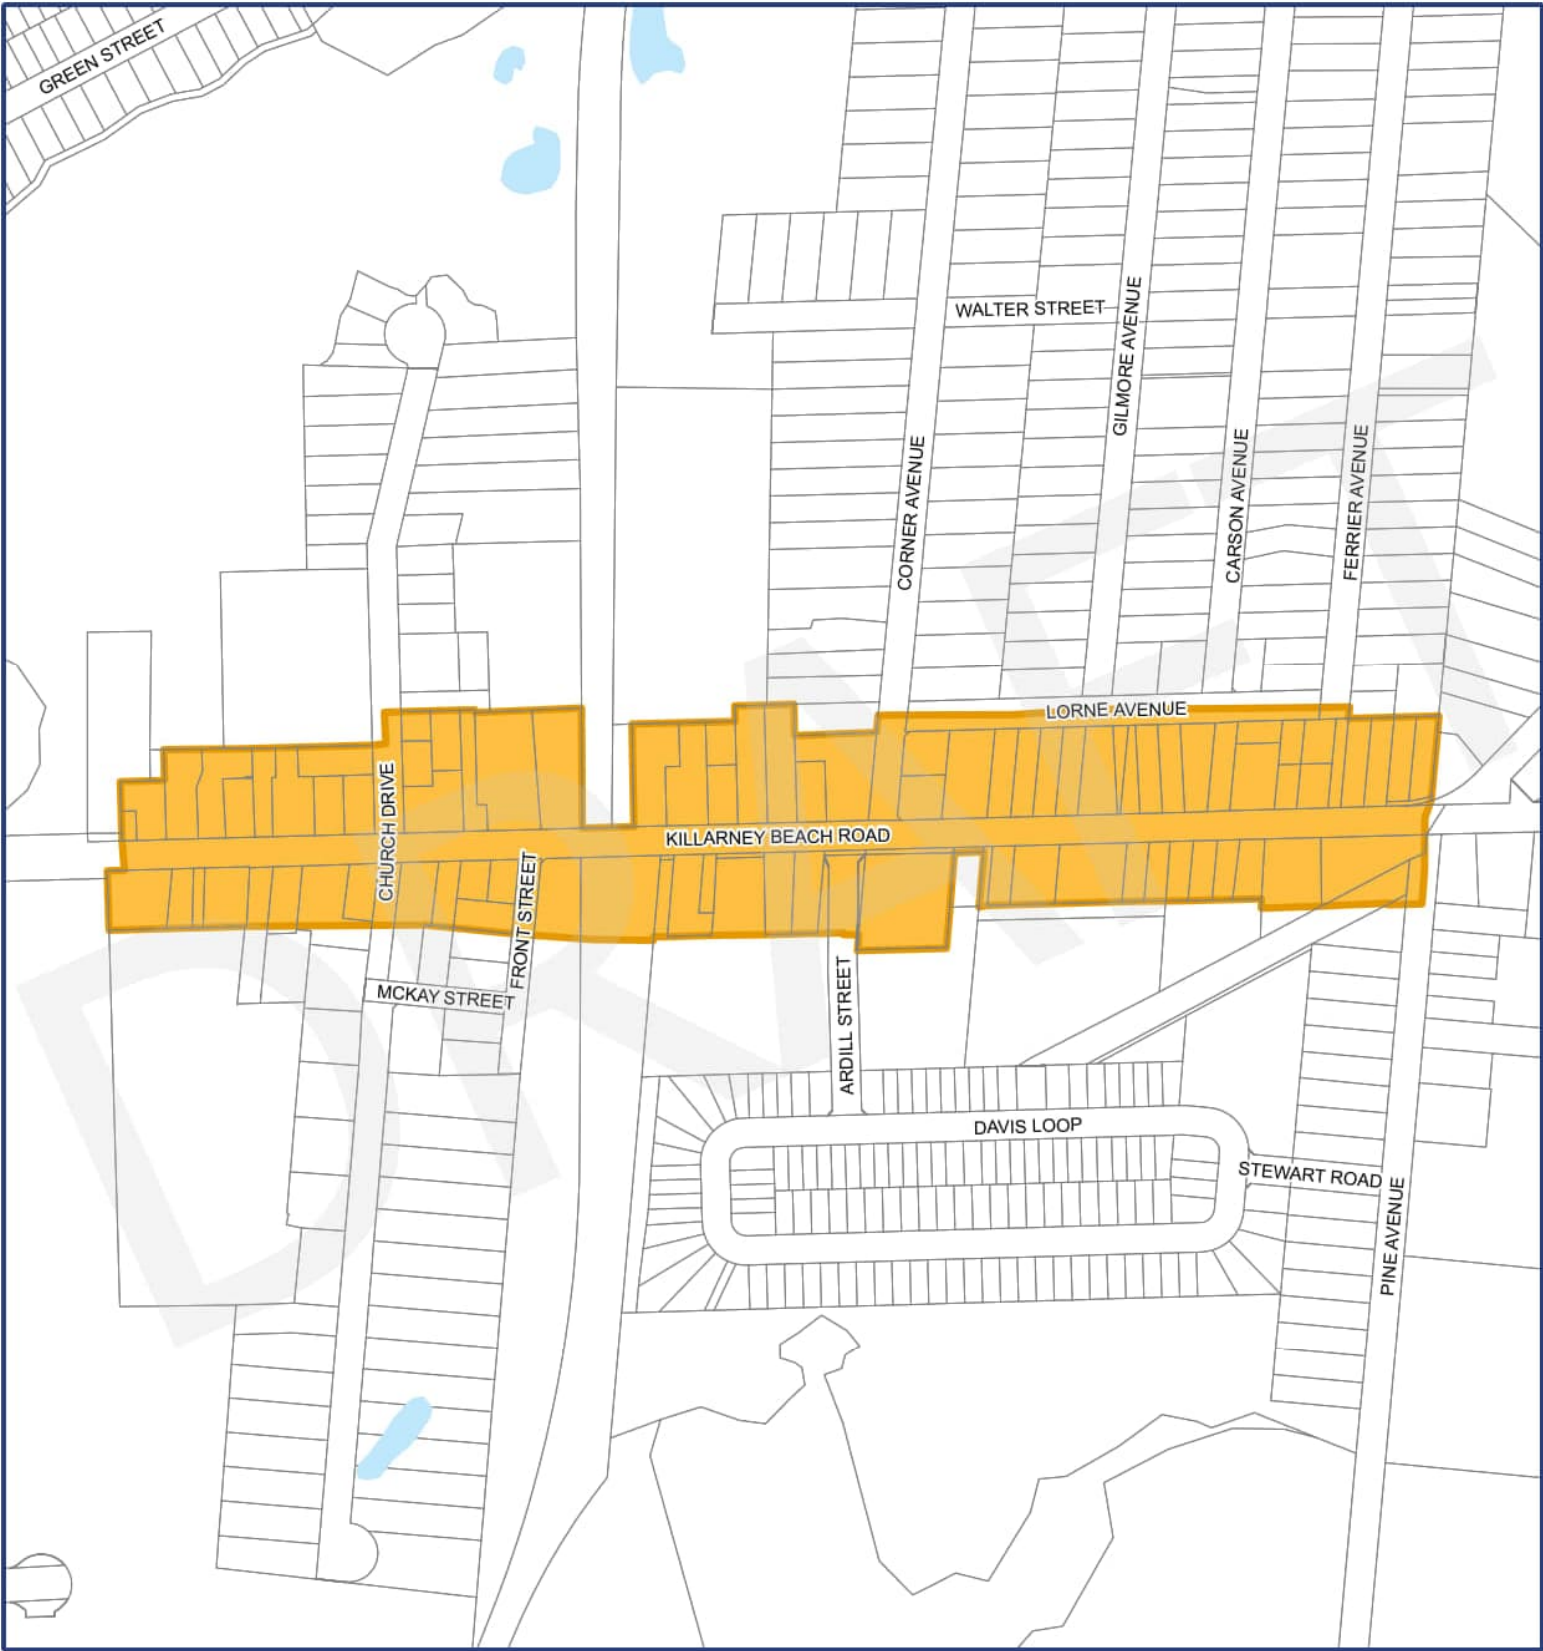 GREEN STREET
WALTER STREET
GILMORE AVENUE
CORNER AVENUE
CARSON AVENUE
FERRIER AVENUE
LORNE AVENUE
CHURCH DRIVE
KILLARNEY BEACH ROAD
FRONT STREET
MCKAY STREET
ARDILL STREET
DAVIS LOOP
STEWART ROAD
PINE AVENUE
DRAFT